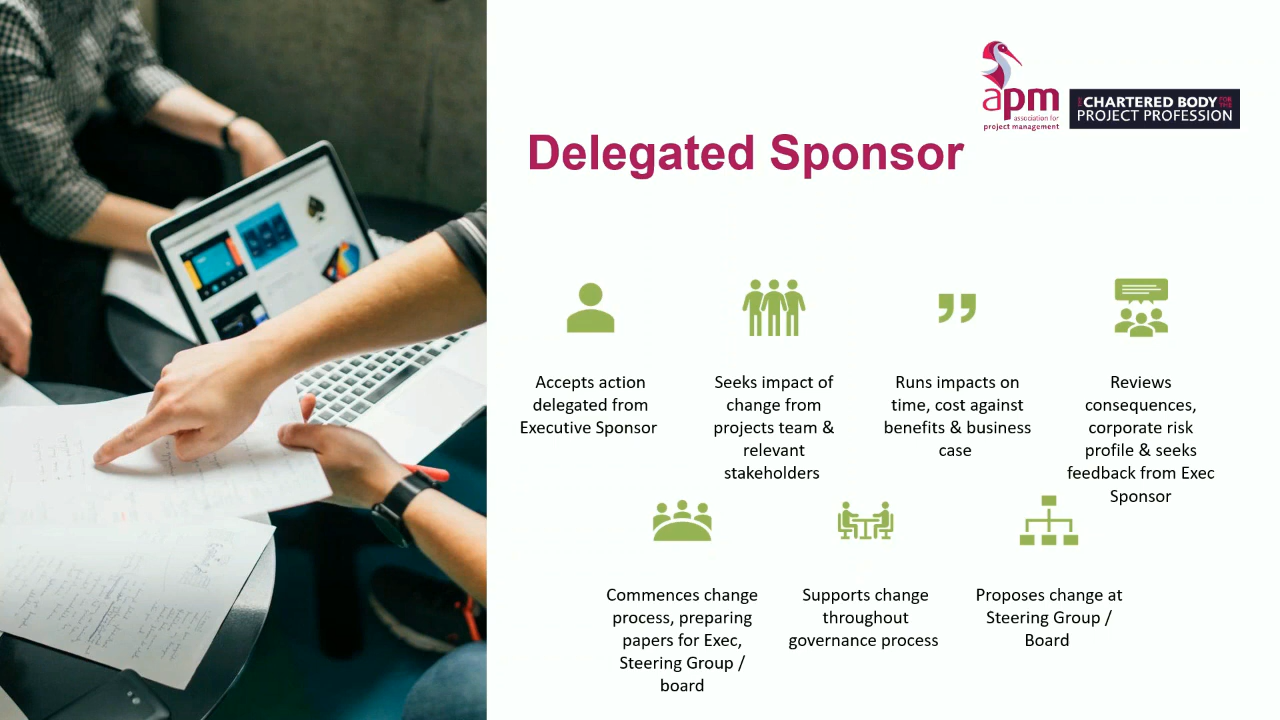 apm
association for
project management
THE CHARTERED BODY FOR THE
PROJECT PROFESSION
Delegated Sponsor
Accepts action
delegated from
Executive Sponsor
Seeks impact of
change from
projects team &
relevant
stakeholders
Runs impacts on
time, cost against
benefits & business
case
Reviews
consequences,
corporate risk
profile & seeks
feedback from Exec
Sponsor
Commences change
process, preparing
papers for Exec,
Steering Group /
board
Supports change
throughout
governance process
Proposes change at
Steering Group /
Board